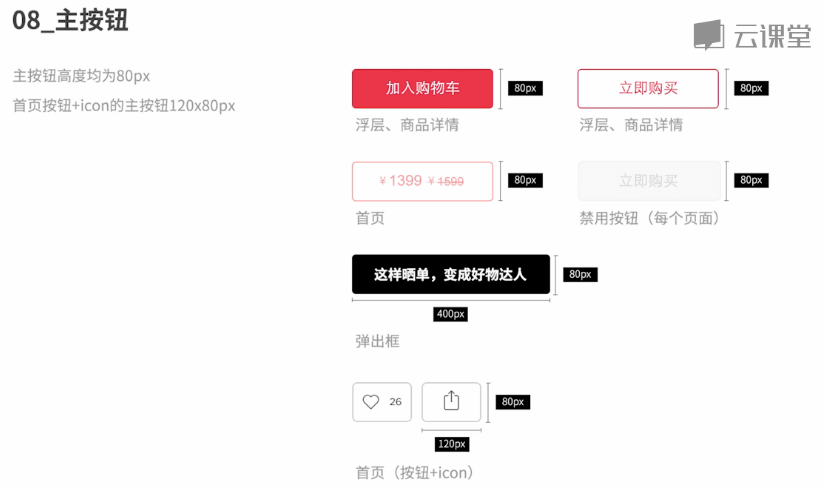 08_主按钮
云课堂
主按钮高度均为80px
首页按钮+icon的主按钮120x80px
加入购物车
80px
立即购买
80px
浮层、商品详情
浮层、商品详情
¥1399 ¥1599
80px
立即购买
80px
首页
禁用按钮（每个页面）
这样晒单，变成好物达人
80px
400px
弹出框
26
80px
120px
首页（按钮+icon）